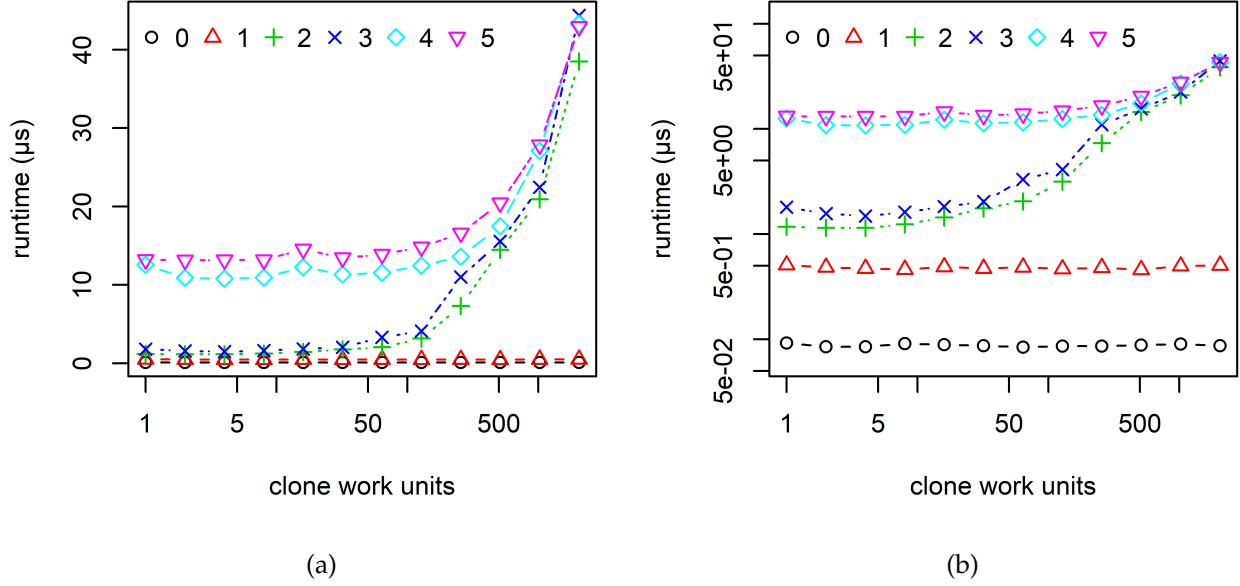 0 1 2 3 4 5
runtime (µs)
40
30
20
10
0
1 5 50 500
clone work units
(a)
0 1 2 3 4 5
runtime (µs)
5e+01
5e+00
5e-01
5e-02
1 5 50 500
clone work units
(b)